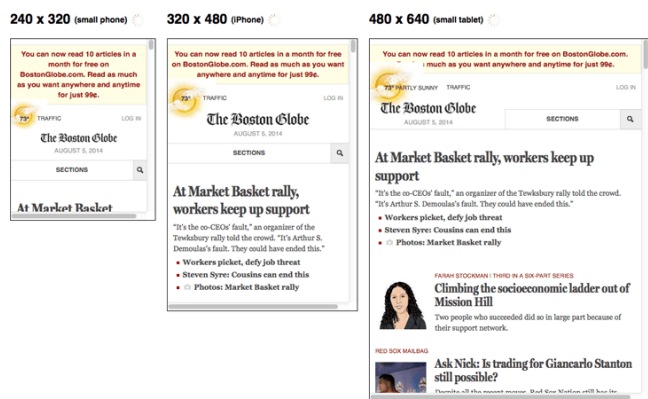 240 x 320 (small phone)
You can now read 10 articles in a
month for free on
BostonGlobe.com. Read as much
as you want anywhere and anytime
for just 99¢.
73° TRAFFIC LOG IN
The Boston Globe
AUGUST 5, 2014
SECTIONS
At Market Basket
320 x 480 (iPhone)
You can now read 10 articles in a month for free
on BostonGlobe.com. Read as much as you want
anywhere and anytime for just 99¢.
73° TRAFFIC LOG IN
The Boston Globe
AUGUST 5, 2014
SECTIONS
At Market Basket rally,
workers keep up support
“It’s the co-CEOs’ fault,” an organizer of the
Tewksbury rally told the crowd. “It’s Arthur S.
Demoulas’s fault. They could have ended this.”
Workers picket, defy job threat
Steven Syre: Cousins can end this
Photos: Market Basket rally
480 x 640 (small tablet)
You can now read 10 articles in a month for free on BostonGlobe.com.
much as you want anywhere and anytime for just 99¢.
73° PARTLY SUNNY TRAFFIC LOG IN
The Boston Globe
AUGUST 5, 2014
SECTIONS
At Market Basket rally, workers keep up
support
“It’s the co-CEOs’ fault,” an organizer of the Tewksbury rally told the crowd.
“It’s Arthur S. Demoulas’s fault. They could have ended this.”
Workers picket, defy job threat
Steven Syre: Cousins can end this
Photos: Market Basket rally
FARAH STOCKMAN | THIRD IN A SIX-PART SERIES
Climbing the socioeconomic ladder out of
Mission Hill
Two people who succeeded did so in large part because of
their support network.
RED SOX MAILBAG
Ask Nick: Is trading for Giancarlo Stanton
still possible?
Despite all the recent moves, Red Sox Nation still has its